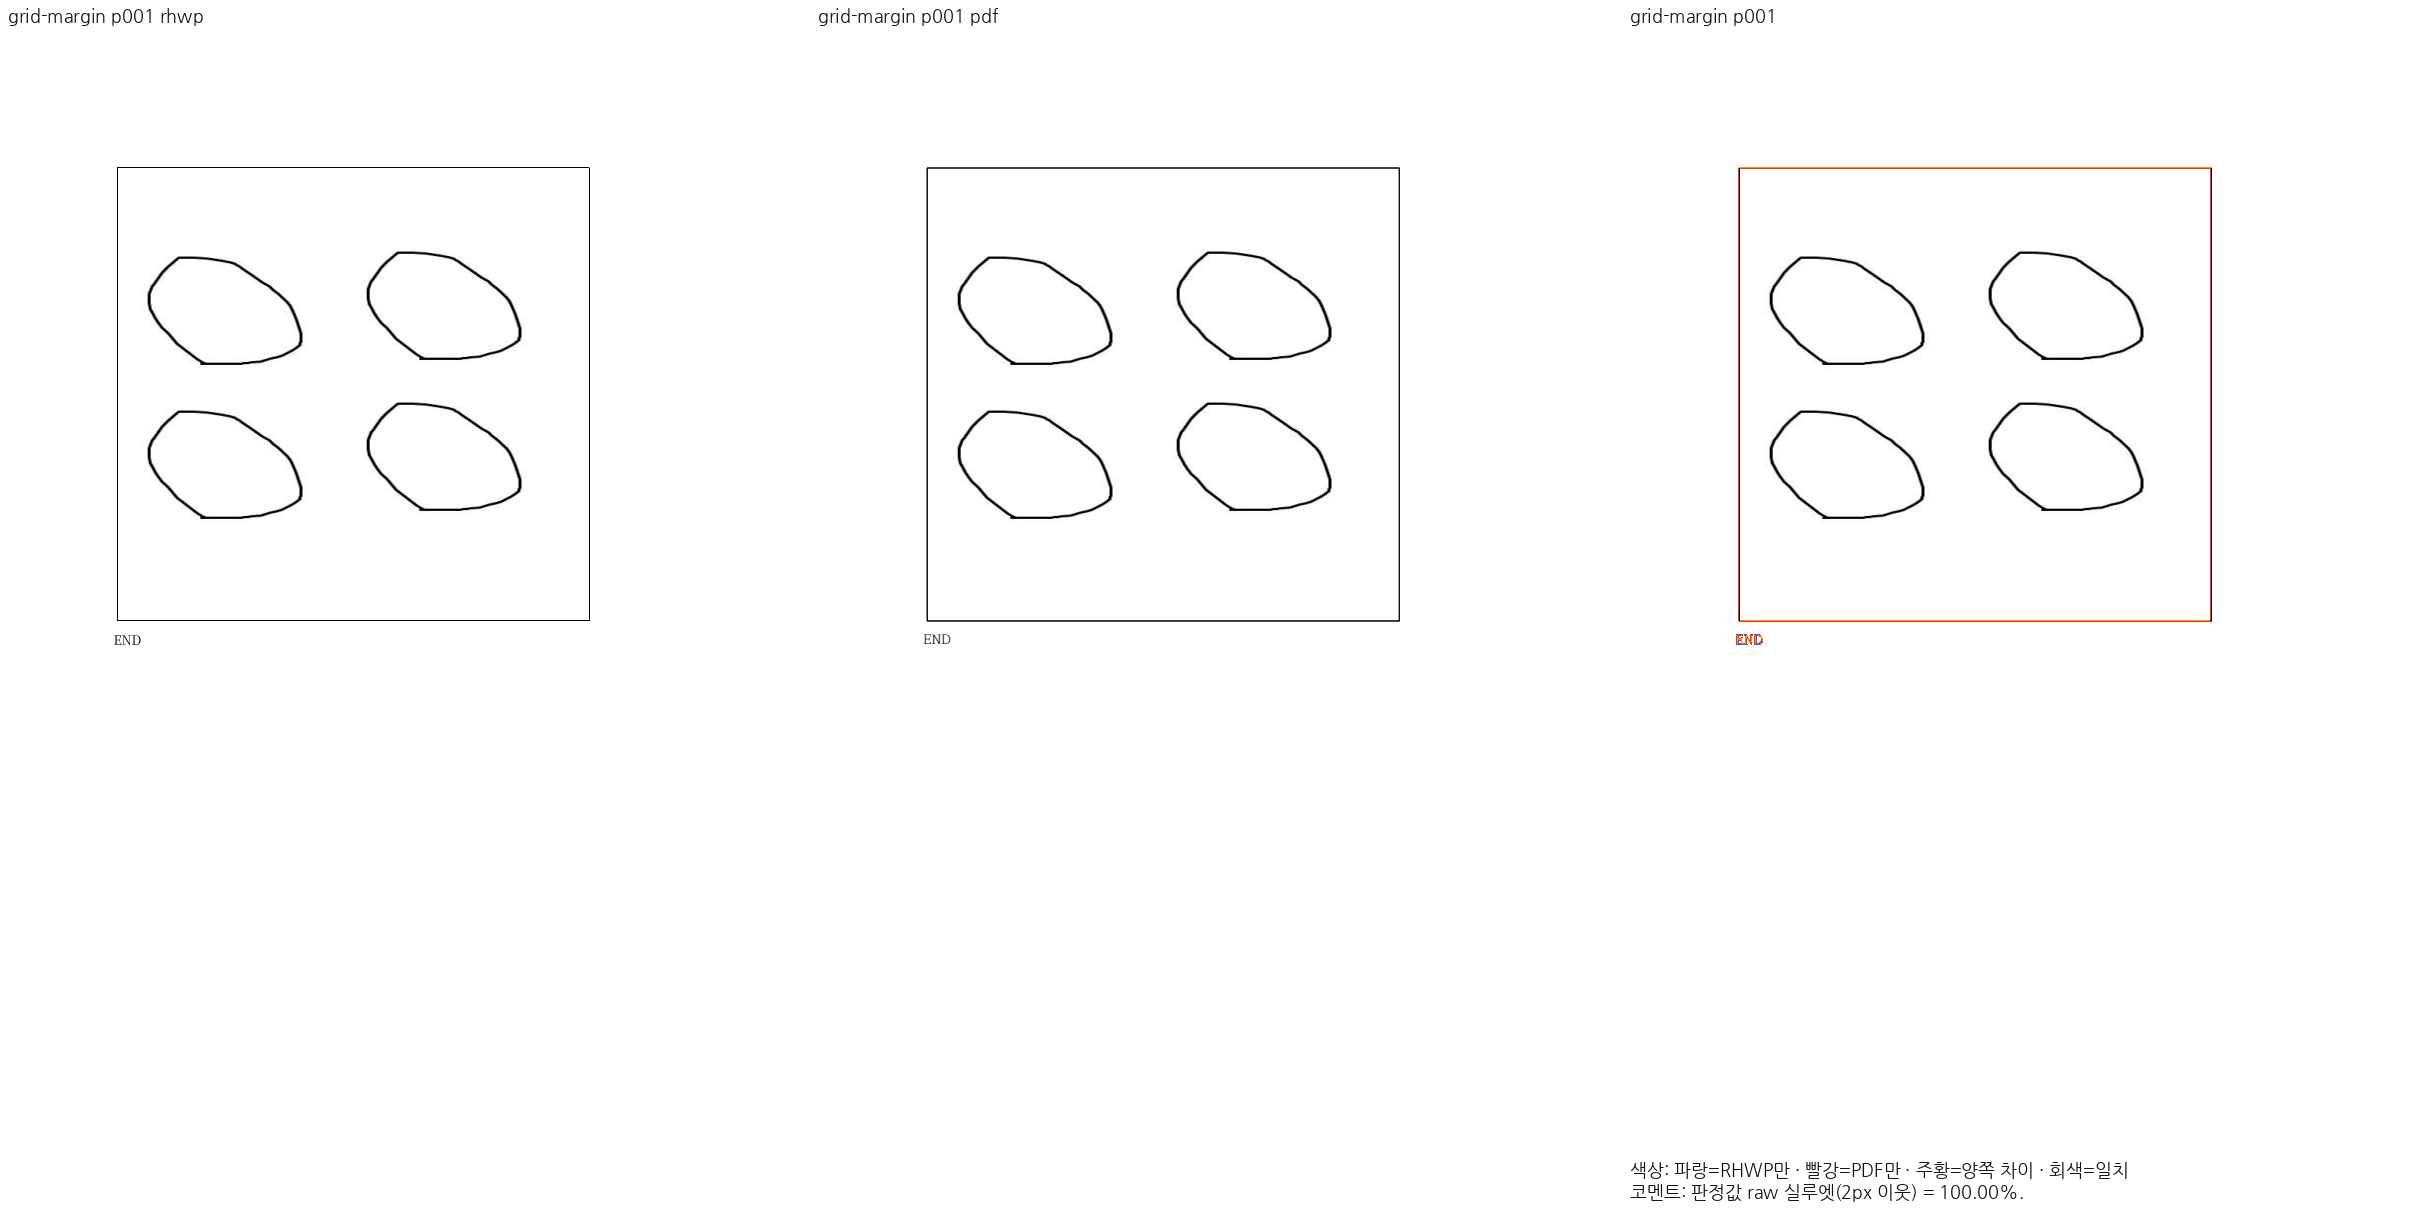 grid-margin p001 rhwp
grid-margin p001 pdf
grid-margin p001
END
END
END
색상: 파랑=RHWP만 · 빨강=PDF만 · 주황=양쪽 차이 · 회색=일치
코멘트: 판정값 raw 실루엣(2px 이웃) = 100.00%.